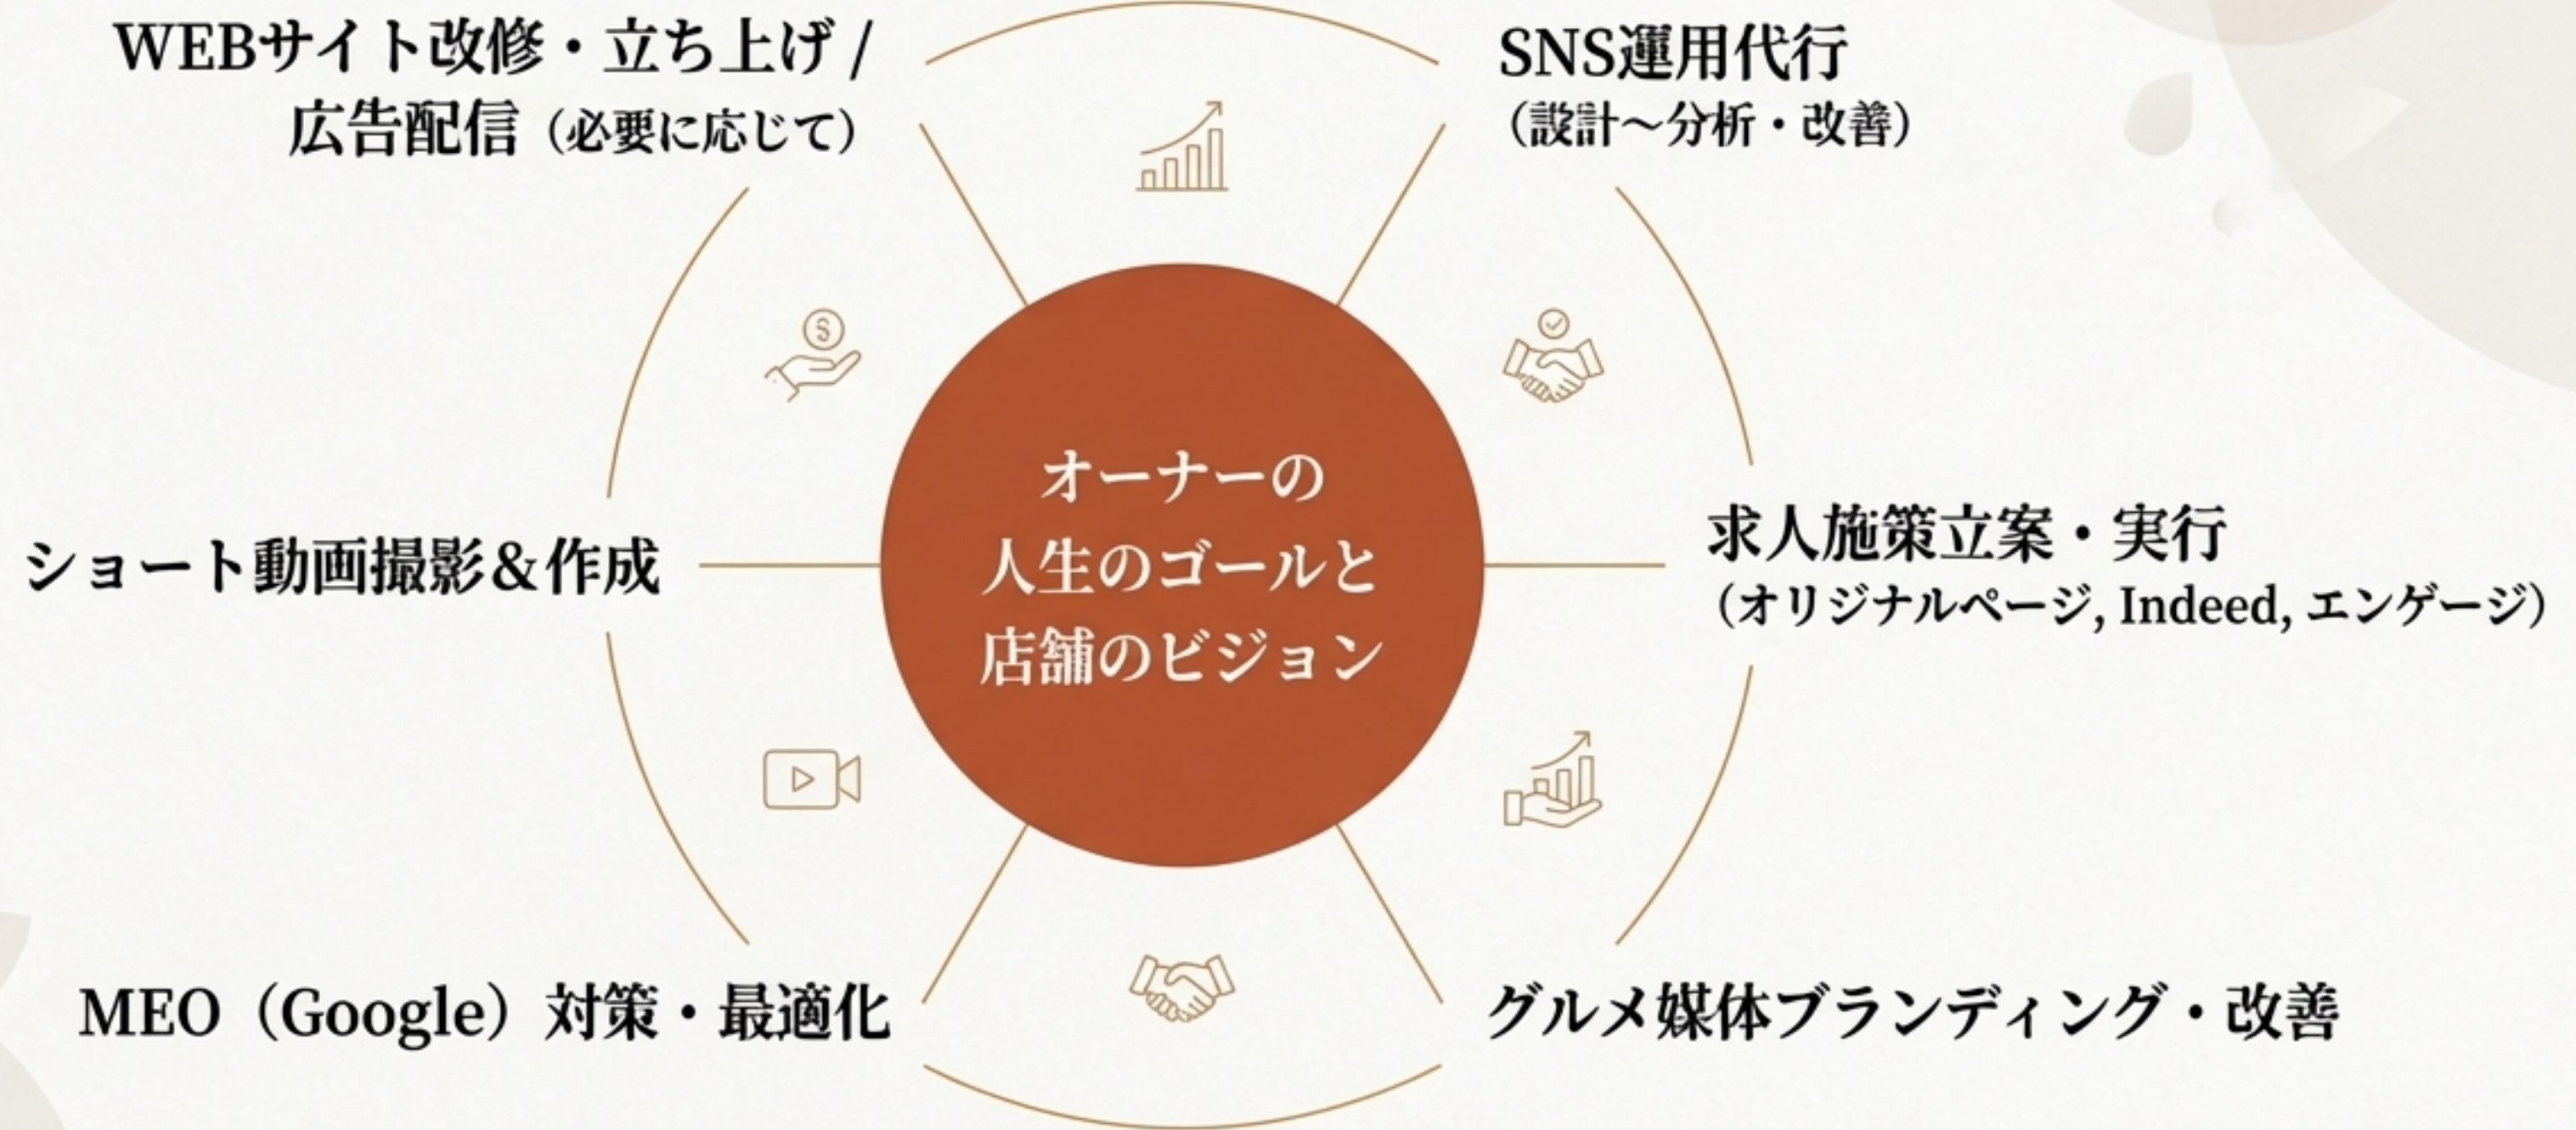 WEBサイト改修・立ち上げ /
広告配信（必要に応じて）
SNS運用代行
（設計～分析・改善）
$
オーナーの
人生のゴールと
店舗のビジョン
ショート動画撮影＆作成
求人施策立案・実行
（オリジナルページ, Indeed, エンゲージ）
MEO（Google）対策・最適化
グルメ媒体ブランディング・改善